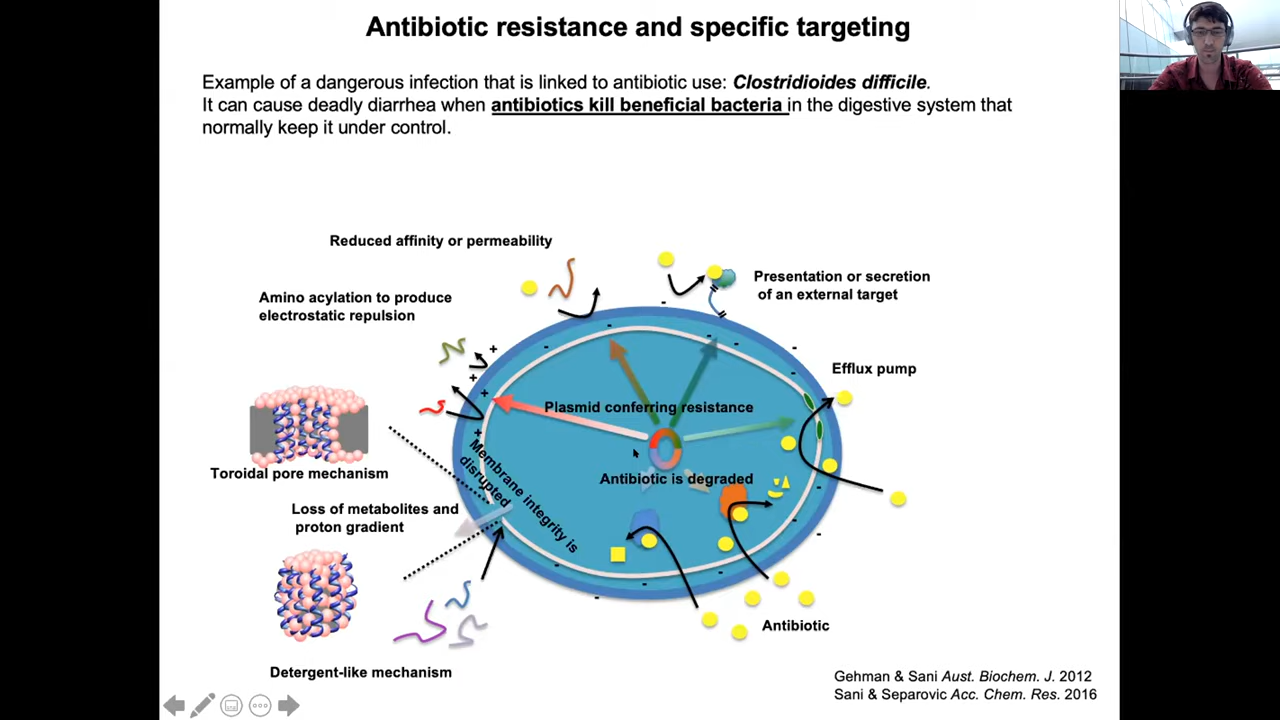 Antibiotic resistance and specific targeting
Example of a dangerous infection that is linked to antibiotic use: Clostridioides difficile.
It can cause deadly diarrhea when antibiotics kill beneficial bacteria in the digestive system that
normally keep it under control.
Reduced affinity or permeability
Presentation or secretion
of an external target
Amino acylation to produce
electrostatic repulsion
Efflux pump
Plasmid conferring resistance
Antibiotic is degraded
Membrane integrity is
disrupted
Toroidal pore mechanism
Loss of metabolites and
proton gradient
Antibiotic
Detergent-like mechanism
Gehman & Sani Aust. Biochem. J. 2012
Sani & Separovic Acc. Chem. Res. 2016